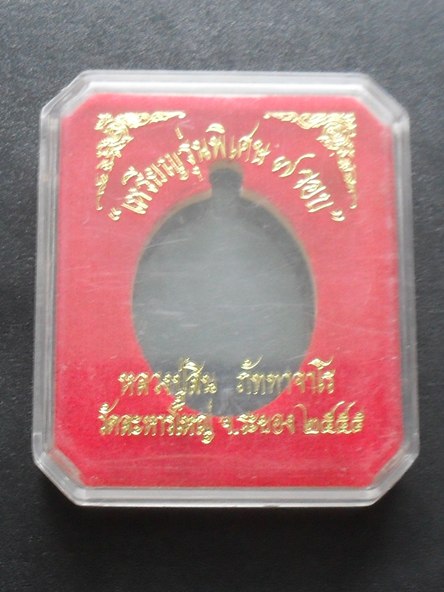 "เหรียญรุ่นพิเศษ ๗ รอบ"
หลวงปู่สิน ภัททาจาโร
วัดละหารใหญ่ จ.ระยอง ๒๕๕๕